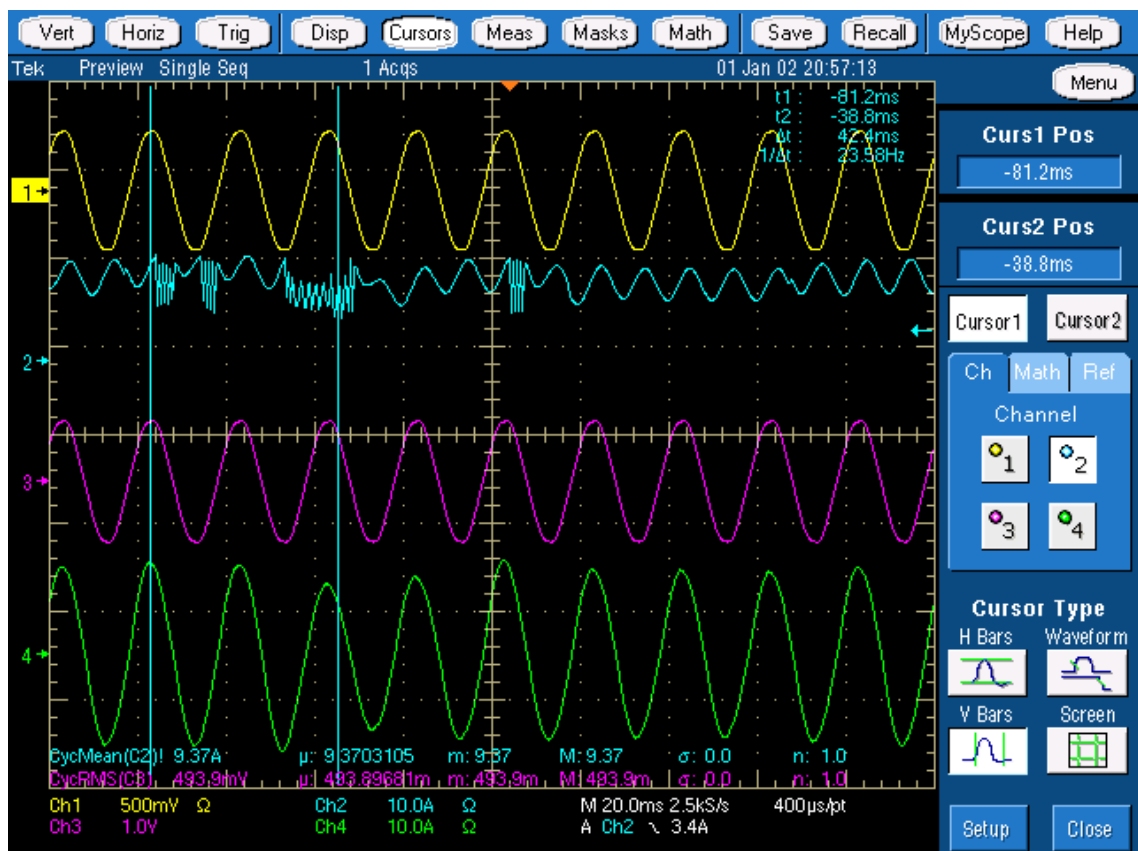 Vert Horiz Trig Disp Cursors Meas Masks Math Save Recall MyScope Help
Tek Preview Single Seq 1 Acqs 01 Jan 02 20:57:13
Menu
t1 : -81.2ms
t2 : -38.8ms
Δt : 42.4ms
1/Δt : 23.58Hz
Curs1 Pos
-81.2ms
Curs2 Pos
-38.8ms
Cursor1 Cursor2
Ch Math Ref
Channel
1 2
3 4
Cursor Type
H Bars Waveform
V Bars Screen
Setup Close
1
2
3
4
CycMean(C2)! 9.37A µ: 9.3703105 m: 9.37 M: 9.37 σ: 0.0 n: 1.0
CycRMS(C3) 493.9mV µ: 493.89681m m: 493.9m M: 493.9m σ: 0.0 n: 1.0
Ch1 500mV Ω Ch2 10.0A Ω M 20.0ms 2.5kS/s 400µs/pt
Ch3 1.0V Ch4 10.0A Ω A Ch2 \ 3.4A